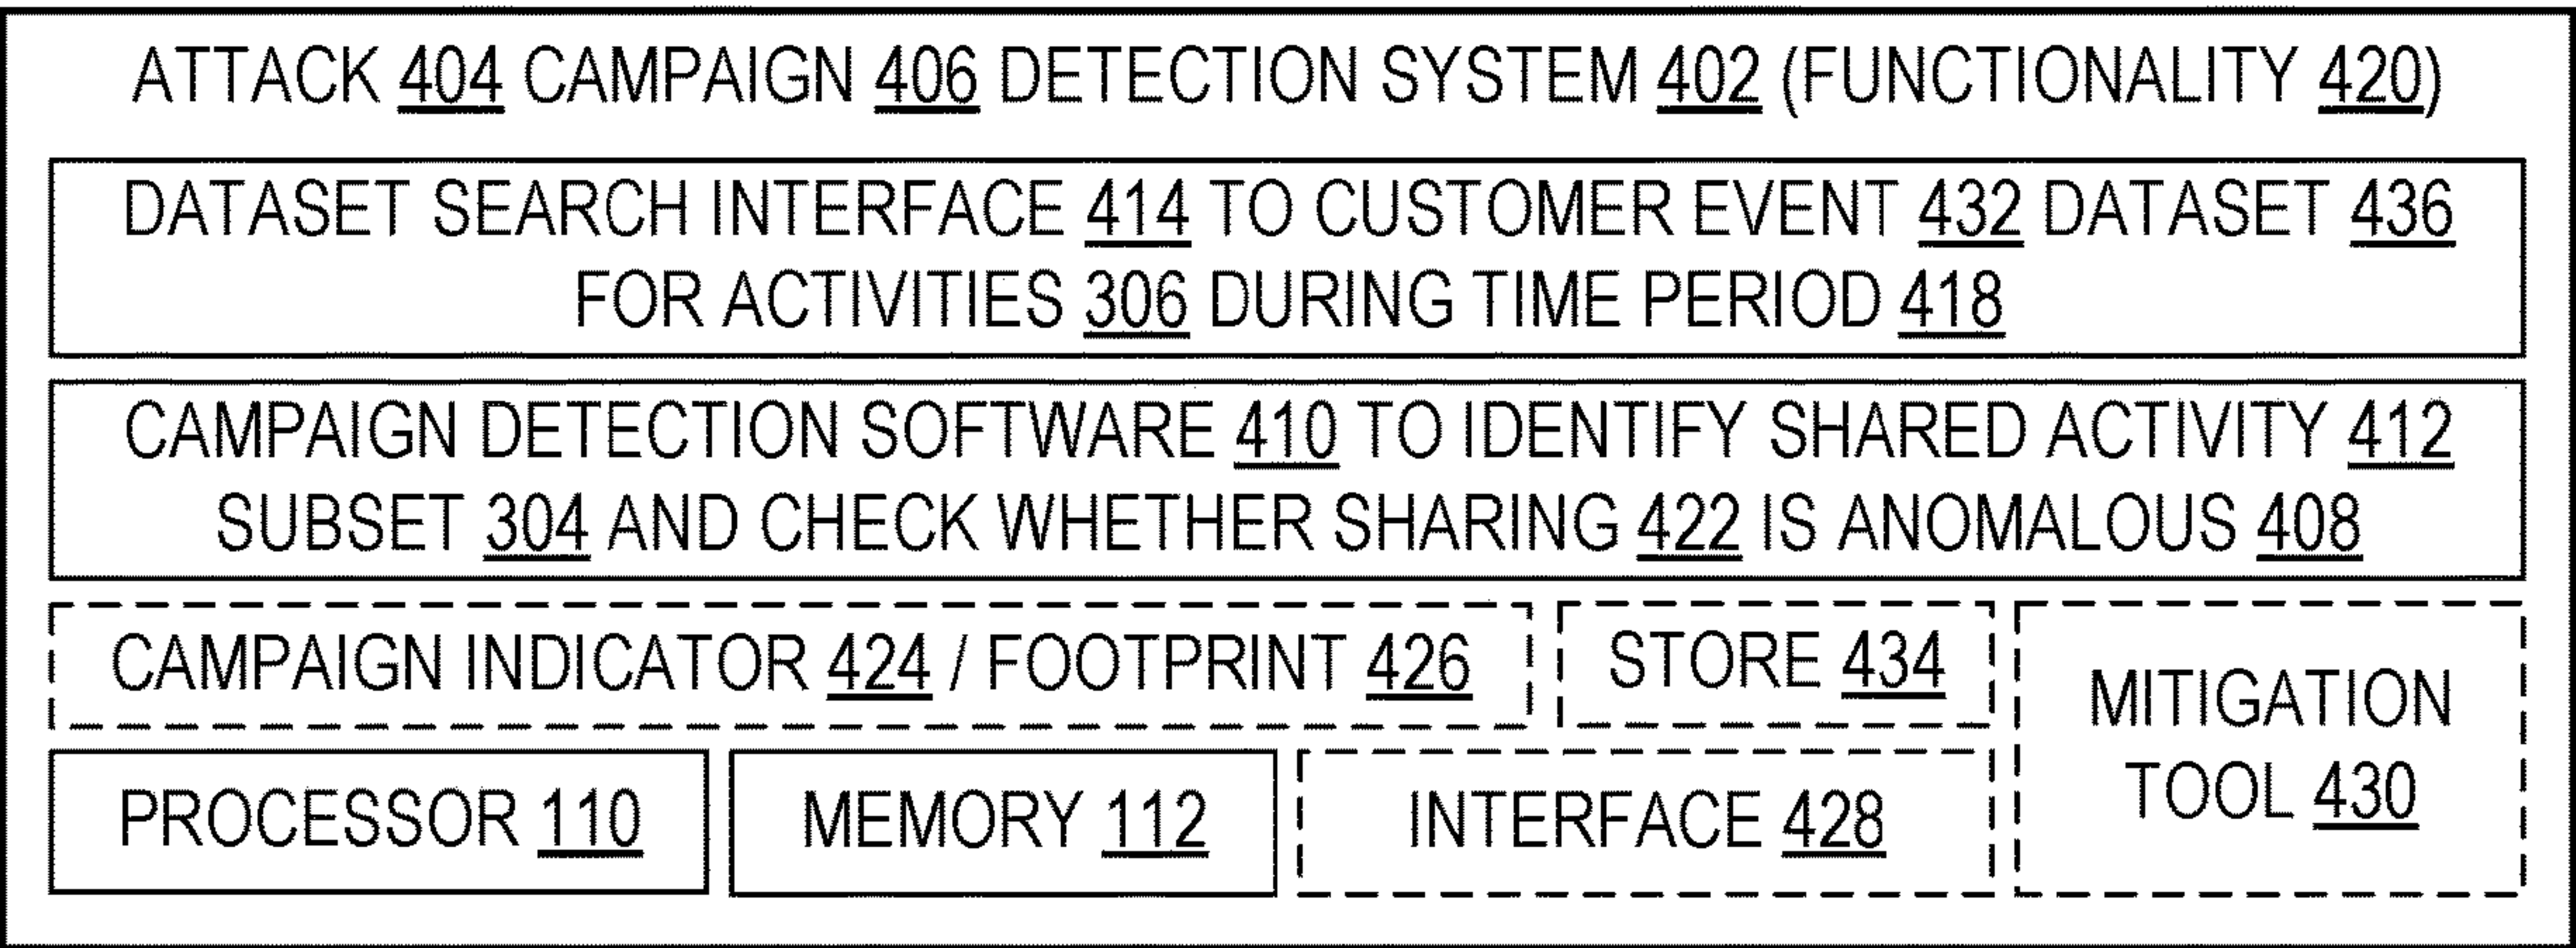 ATTACK 404 CAMPAIGN 406 DETECTION SYSTEM 402 (FUNCTIONALITY 420)
DATASET SEARCH INTERFACE 414 TO CUSTOMER EVENT 432 DATASET 436
FOR ACTIVITIES 306 DURING TIME PERIOD 418
CAMPAIGN DETECTION SOFTWARE 410 TO IDENTIFY SHARED ACTIVITY 412
SUBSET 304 AND CHECK WHETHER SHARING 422 IS ANOMALOUS 408
CAMPAIGN INDICATOR 424 / FOOTPRINT 426
STORE 434
MITIGATION
TOOL 430
PROCESSOR 110
MEMORY 112
INTERFACE 428